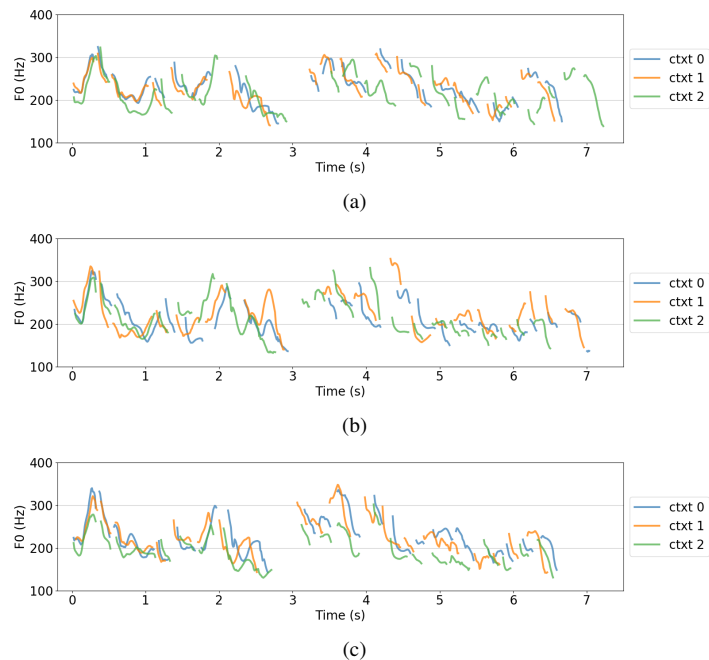 400
300
200
100
F0 (Hz)
0 1 2 3 4 5 6 7
Time (s)
ctxt 0
ctxt 1
ctxt 2
(a)
400
300
200
100
F0 (Hz)
0 1 2 3 4 5 6 7
Time (s)
ctxt 0
ctxt 1
ctxt 2
(b)
400
300
200
100
F0 (Hz)
0 1 2 3 4 5 6 7
Time (s)
ctxt 0
ctxt 1
ctxt 2
(c)